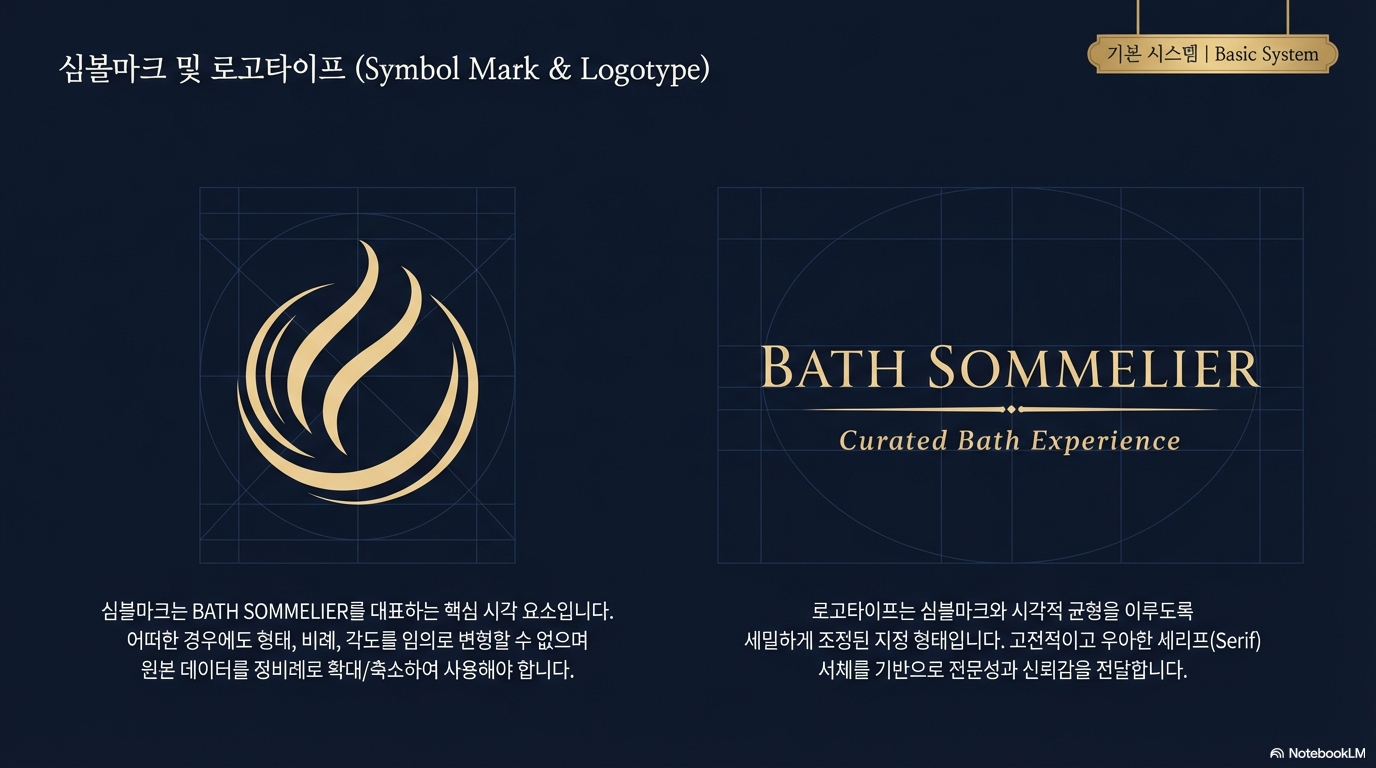 심볼마크 및 로고타이프 (Symbol Mark & Logotype)
기본 시스템 | Basic System
BATH SOMMELIER
Curated Bath Experience
심블마크는 BATH SOMMELIER를 대표하는 핵심 시각 요소입니다.
어떠한 경우에도 형태, 비례, 각도를 임의로 변형할 수 없으며
원본 데이터를 정비례로 확대/축소하여 사용해야 합니다.
로고타이프는 심블마크와 시각적 균형을 이루도록
세밀하게 조정된 지정 형태입니다. 고전적이고 우아한 세리프(Serif)
서체를 기반으로 전문성과 신뢰감을 전달합니다.
NotebookLM